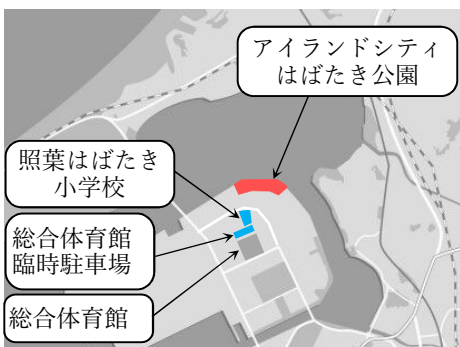 アイランドシティ
はばたき公園
照葉はばたき
小学校
総合体育館
臨時駐車場
総合体育館